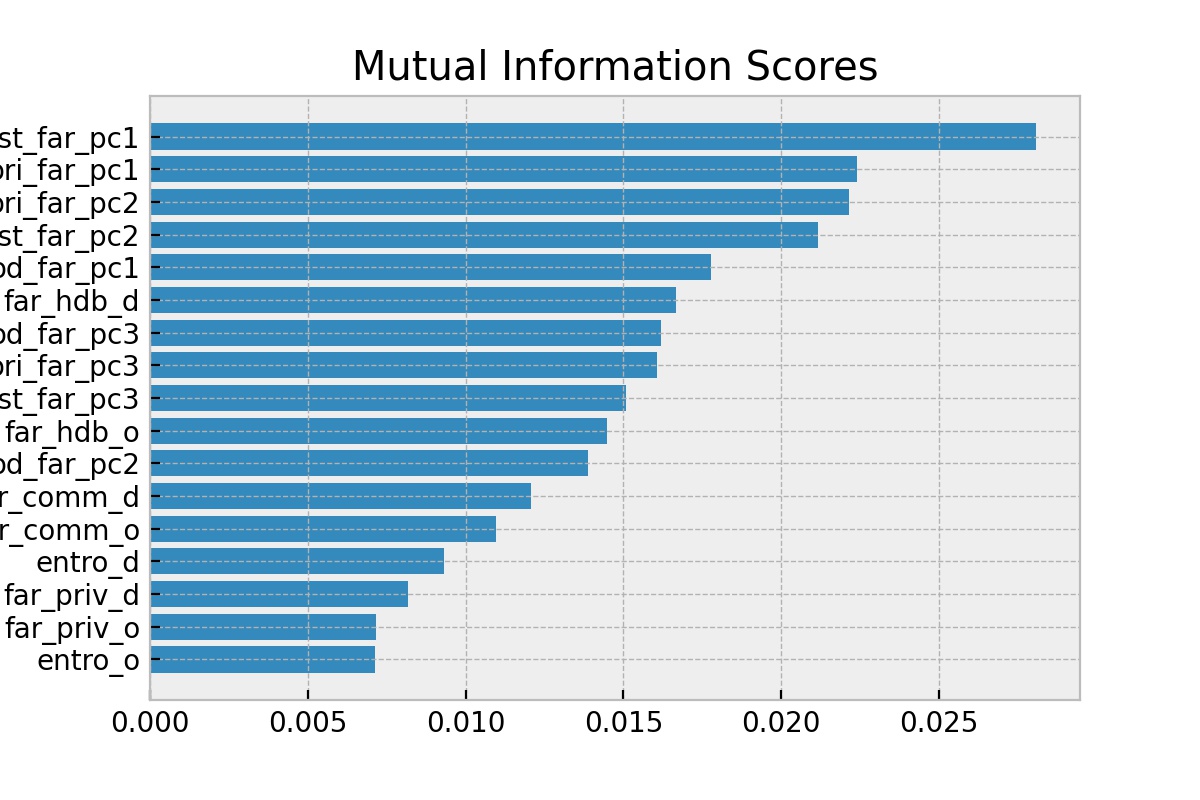 Mutual Information Scores
st_far_pc1
ori_far_pc1
ori_far_pc2
st_far_pc2
od_far_pc1
far_hdb_d
od_far_pc3
ori_far_pc3
st_far_pc3
far_hdb_o
od_far_pc2
r_comm_d
r_comm_o
entro_d
far_priv_d
far_priv_o
entro_o
0.000 0.005 0.010 0.015 0.020 0.025